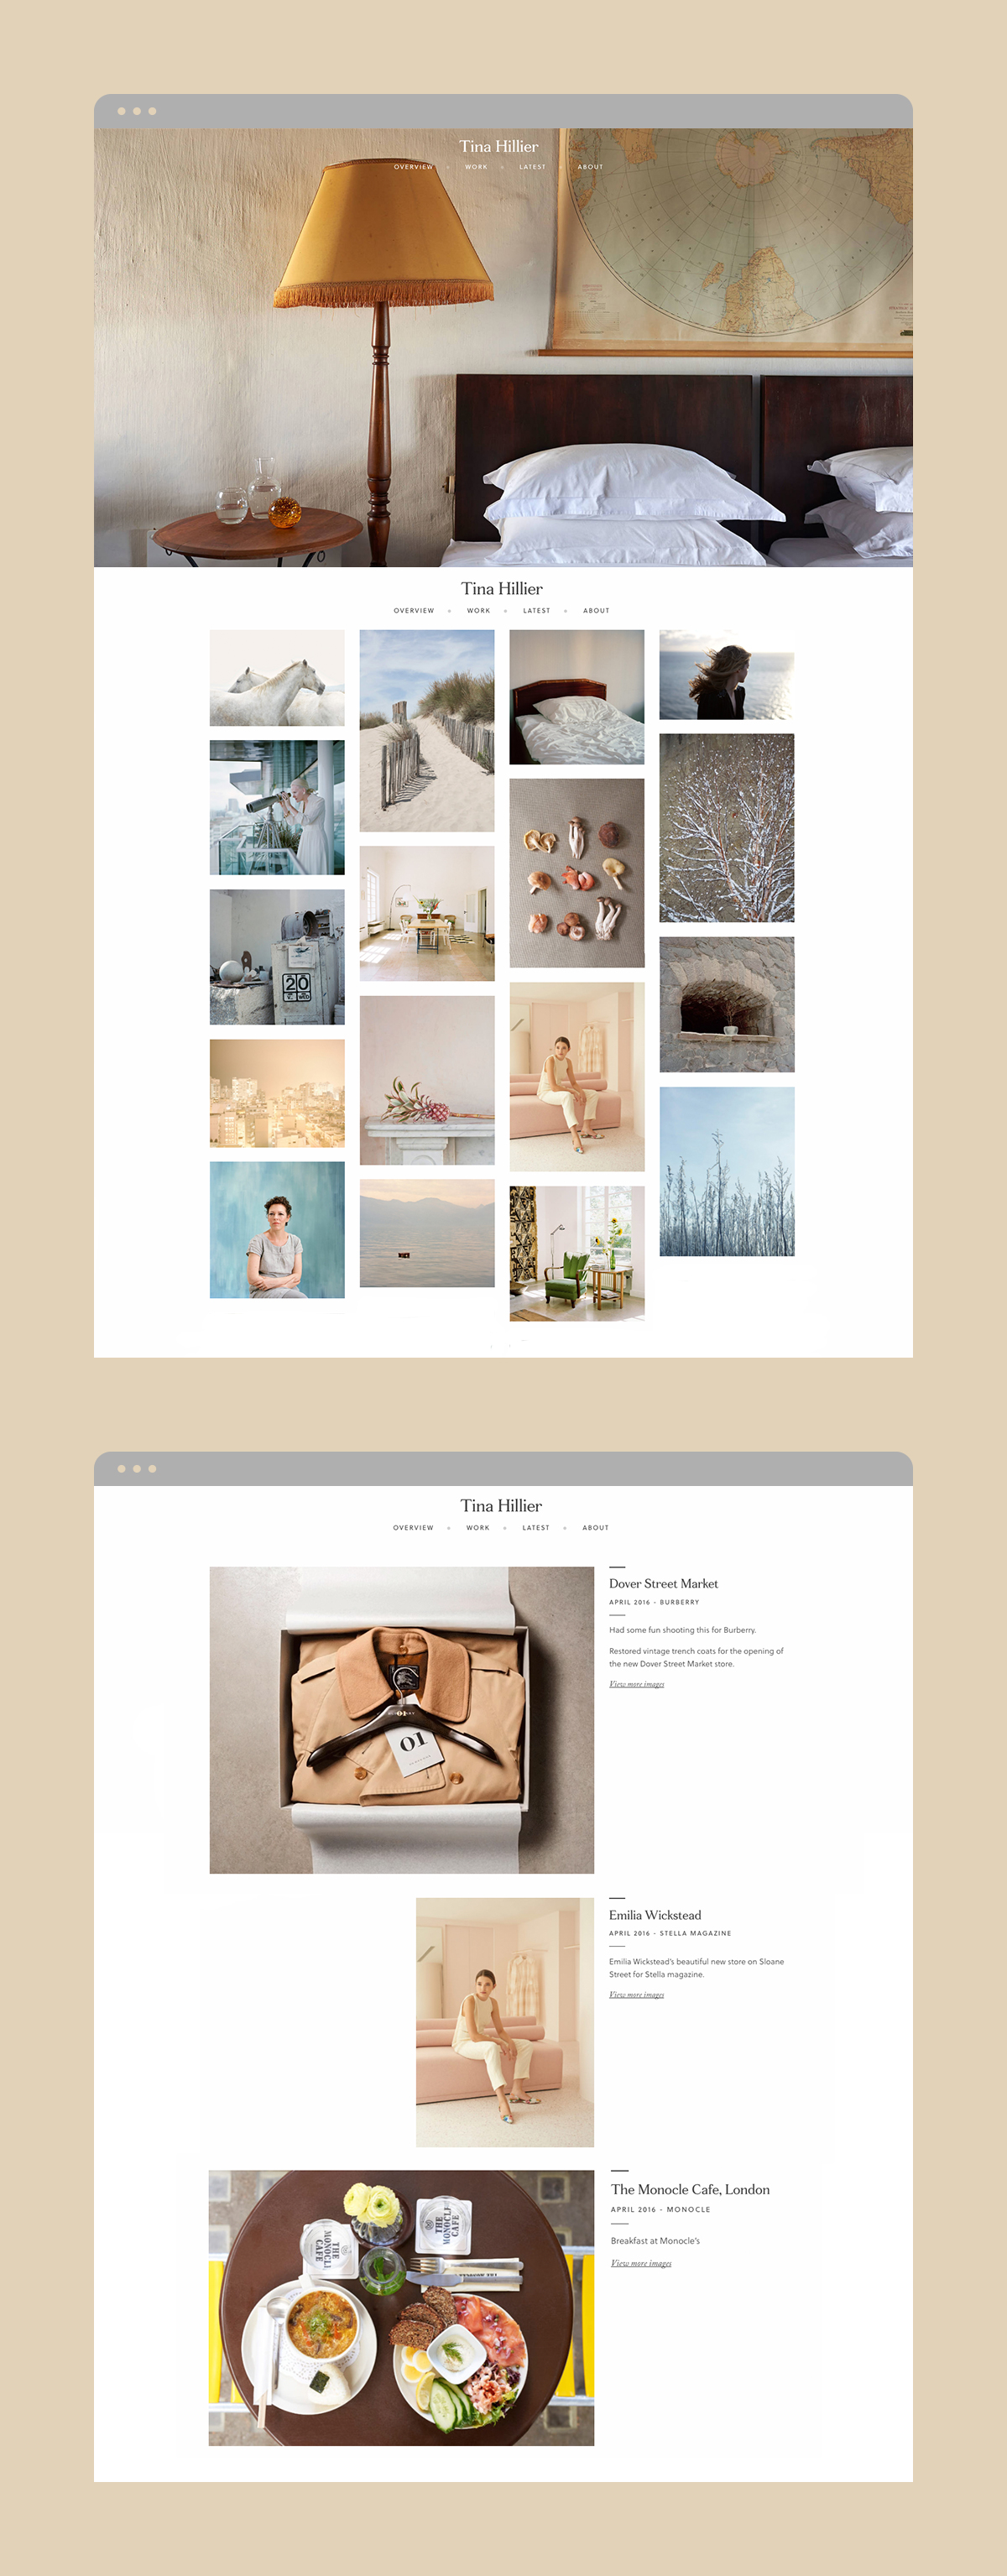 Tina Hillier
OVERVIEW
WORK
LATEST
ABOUT
Tina Hillier
OVERVIEW
WORK
LATEST
ABOUT
20
WED
Tina Hillier
OVERVIEW
WORK
LATEST
ABOUT
Dover Street Market
APRIL 2016 - BURBERRY
Had some fun shooting this for Burberry.
Restored vintage trench coats for the opening of
the new Dover Street Market store.
View more images
01
01
Emilia Wickstead
APRIL 2016 - STELLA MAGAZINE
Emilia Wickstead's beautiful new store on Sloane
Street for Stella magazine.
View more images
The Monocle Cafe, London
APRIL 2016 - MONOCLE
Breakfast at Monocle's
View more images
THE
MONOCLE
CAFE
THE
MONOCLE
CAFE